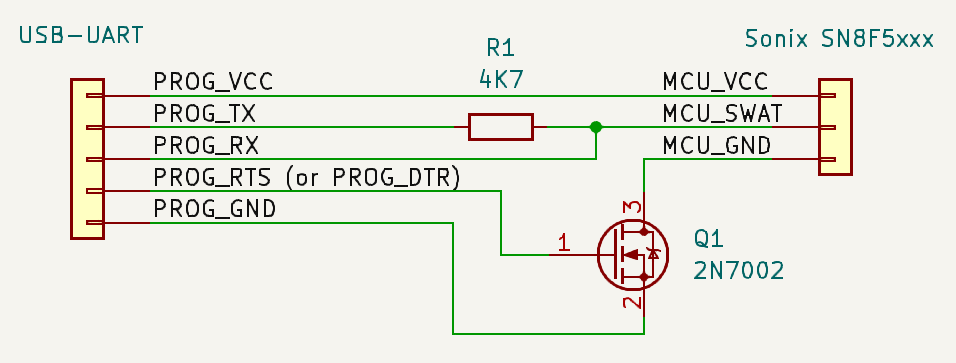 USB-UART
Sonix SN8F5xxx
R1
4K7
PROG_VCC
MCU_VCC
PROG_TX
MCU_SWAT
PROG_RX
MCU_GND
PROG_RTS (or PROG_DTR)
PROG_GND
3
1
Q1
2N7002
2